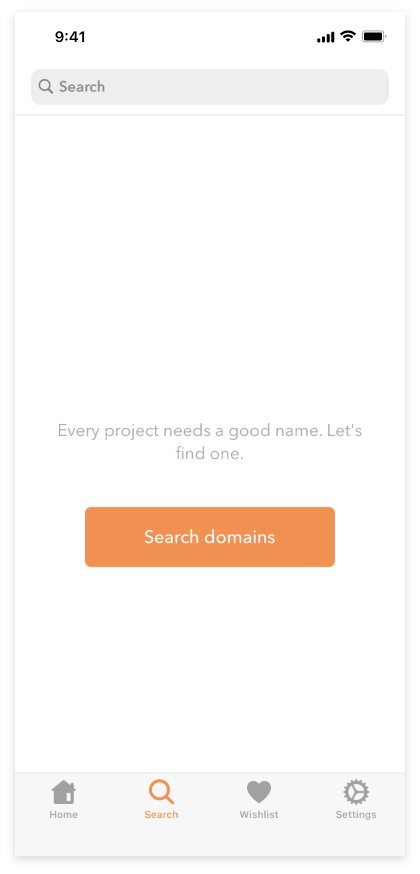 9:41
Search
Every project needs a good name. Let's
find one.
Search domains
Home
Search
Wishlist
Settings